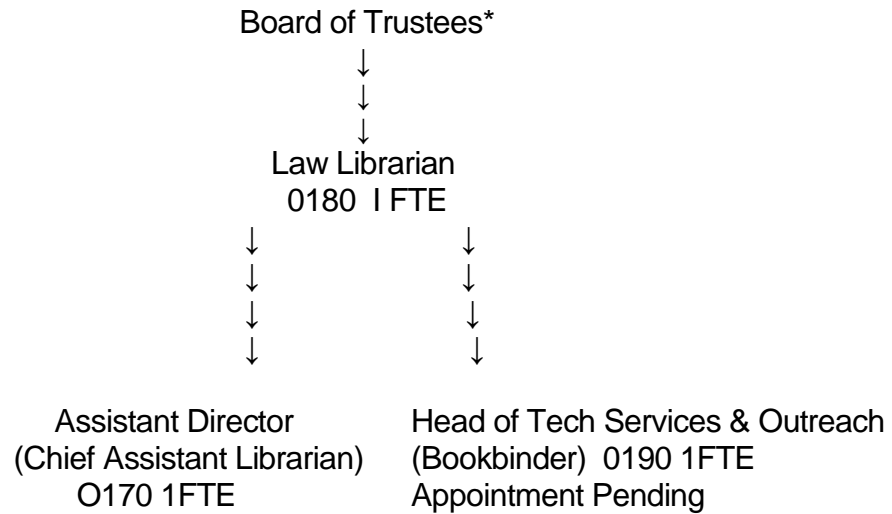 Board of Trustees*
↓
↓
↓
Law Librarian
0180 I FTE
↓ ↓
↓ ↓
↓ ↓
↓ ↓
Assistant Director Head of Tech Services & Outreach
(Chief Assistant Librarian) (Bookbinder) 0190 1FTE
O170 1FTE Appointment Pending